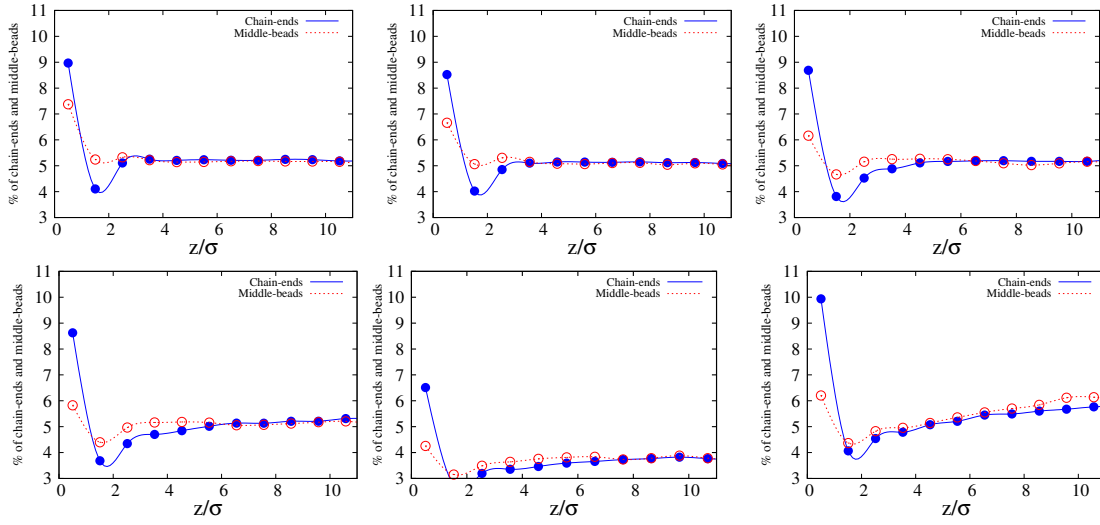 % of chain-ends and middle-beads
11
10
9
8
7
6
5
4
3
0 2 4 6 8 10
z/σ
Chain-ends
Middle-beads
% of chain-ends and middle-beads
11
10
9
8
7
6
5
4
3
0 2 4 6 8 10
z/σ
Chain-ends
Middle-beads
% of chain-ends and middle-beads
11
10
9
8
7
6
5
4
3
0 2 4 6 8 10
z/σ
Chain-ends
Middle-beads
% of chain-ends and middle-beads
11
10
9
8
7
6
5
4
3
0 2 4 6 8 10
z/σ
Chain-ends
Middle-beads
% of chain-ends and middle-beads
11
10
9
8
7
6
5
4
3
0 2 4 6 8 10
z/σ
Chain-ends
Middle-beads
% of chain-ends and middle-beads
11
10
9
8
7
6
5
4
3
0 2 4 6 8 10
z/σ
Chain-ends
Middle-beads